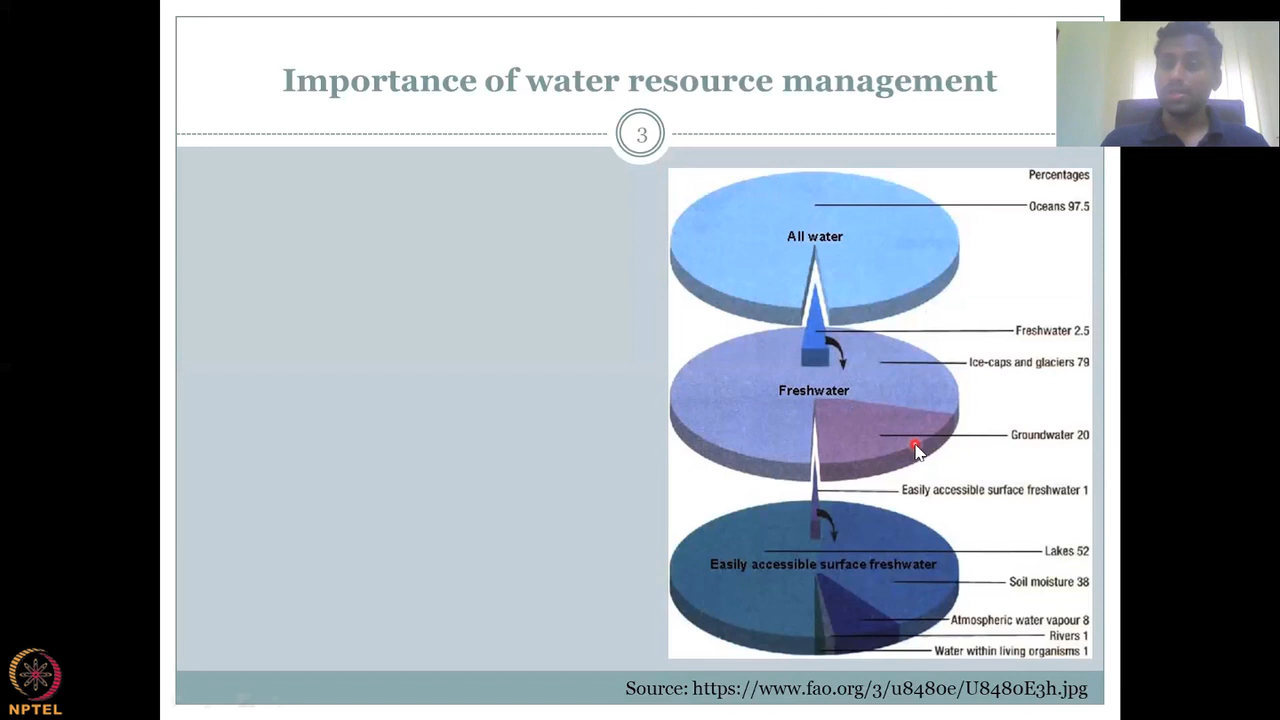 Importance of water resource management
3
Percentages
Oceans 97.5
All water
Freshwater 2.5
Ice-caps and glaciers 79
Freshwater
Groundwater 20
Easily accessible surface freshwater 1
Lakes 52
Easily accessible surface freshwater
Soil moisture 38
Atmospheric water vapour 8
Rivers 1
Water within living organisms 1
Source: https://www.fao.org/3/u8480e/U8480E3h.jpg
NPTEL